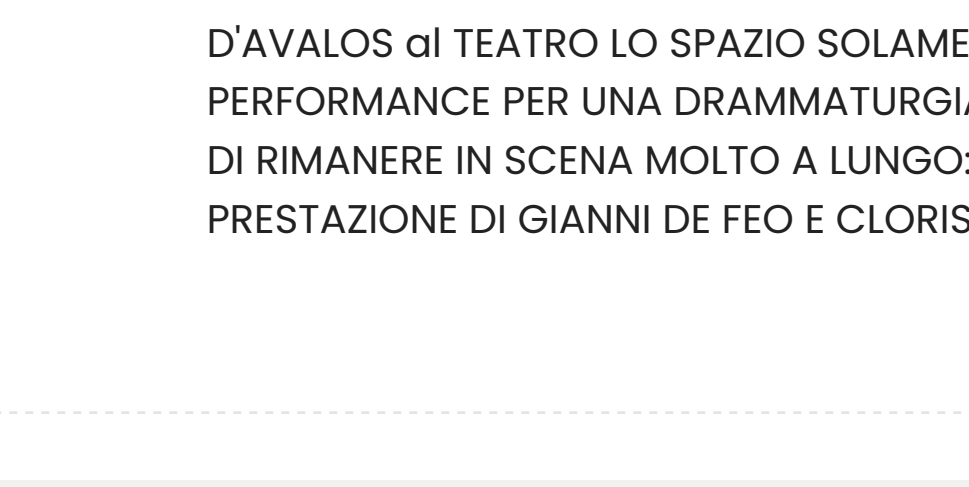 D'AVALOS al TEATRO LO SPAZIO SOLAME
PERFORMANCE PER UNA DRAMMATURGIA
DI RIMANERE IN SCENA MOLTO A LUNGO:
PRESTAZIONE DI GIANNI DE FEO E CLORIS